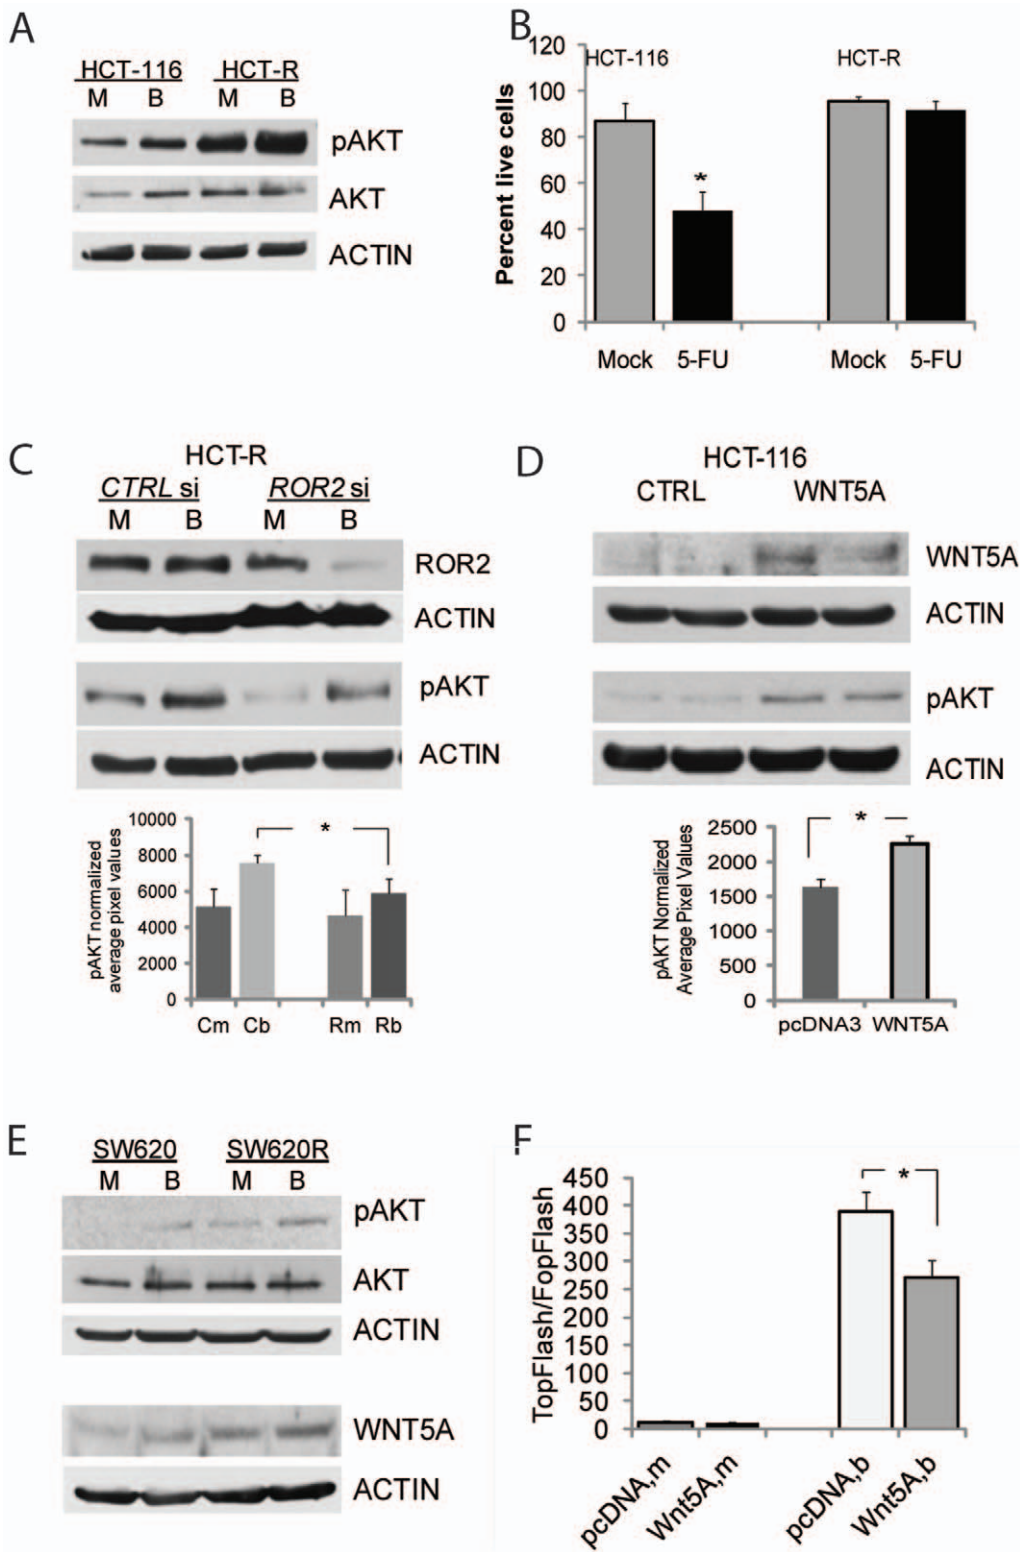 A
HCT-116 HCT-R
M B M B
pAKT
AKT
ACTIN
B
HCT-116 HCT-R
Percent live cells
120
100
80
60
40
20
0
*
Mock 5-FU Mock 5-FU
C
HCT-R
CTRL si ROR2 si
M B M B
ROR2
ACTIN
pAKT
ACTIN
pAKT normalized
average pixel values
10000
8000
6000
4000
2000
0
*
Cm Cb Rm Rb
D
HCT-116
CTRL WNT5A
WNT5A
ACTIN
pAKT
ACTIN
pAKT Normalized
Average Pixel Values
2500
2000
1500
1000
500
0
*
pcDNA3 WNT5A
E
SW620 SW620R
M B M B
pAKT
AKT
ACTIN
WNT5A
ACTIN
F
TopFlash/FopFlash
450
400
350
300
250
200
150
100
50
0
*
pcDNA,m
Wnt5A,m
pcDNA,b
Wnt5A,b